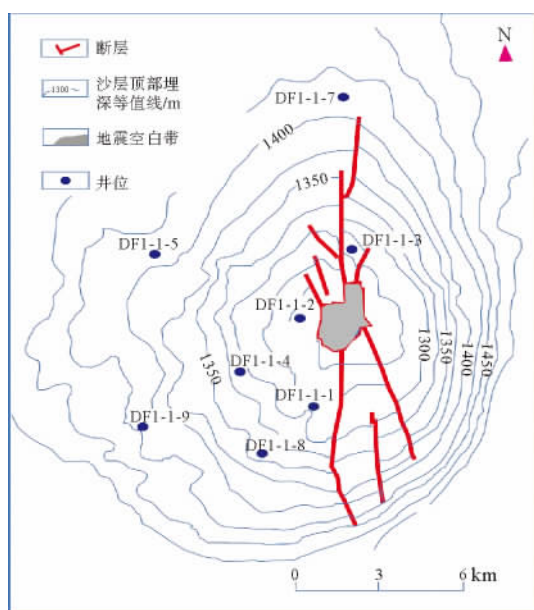 断层
1300
沙层顶部埋
深等值线/m
地震空白带
井位
N
DF1-1-7
1400
1350
DF1-1-5
DF1-1-3
DF1-1-2
1350
DF1-1-4
DF1-1-1
DF1-1-9
DF1-1-8
1300
1350
1400
1450
0 3 6 km